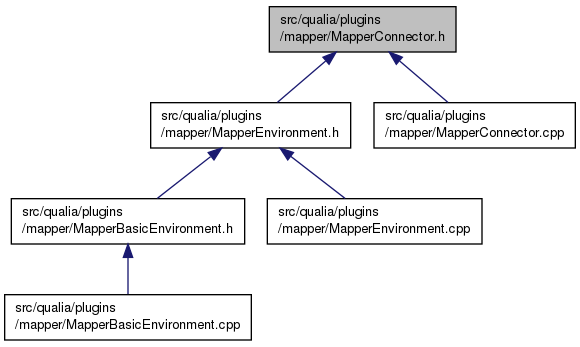 src/qualia/plugins
/mapper/MapperConnector.h
src/qualia/plugins
/mapper/MapperEnvironment.h
src/qualia/plugins
/mapper/MapperConnector.cpp
src/qualia/plugins
/mapper/MapperBasicEnvironment.h
src/qualia/plugins
/mapper/MapperEnvironment.cpp
src/qualia/plugins
/mapper/MapperBasicEnvironment.cpp